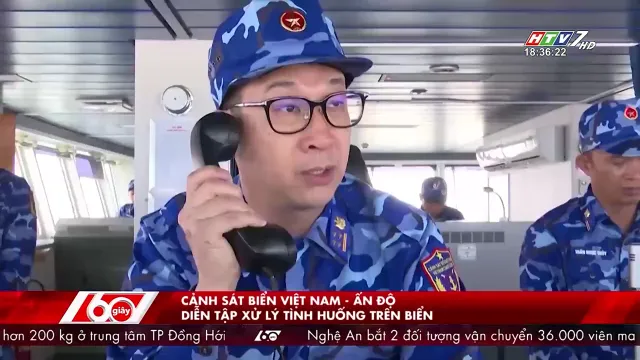 HTV7 HD
18:36:22
60 giây
CẢNH SÁT BIỂN VIỆT NAM - ẤN ĐỘ
DIỄN TẬP XỬ LÝ TÌNH HUỐNG TRÊN BIỂN
hơn 200 kg ở trung tâm TP Đồng Hới Nghệ An bắt 2 đối tượng vận chuyển 36.000 viên ma